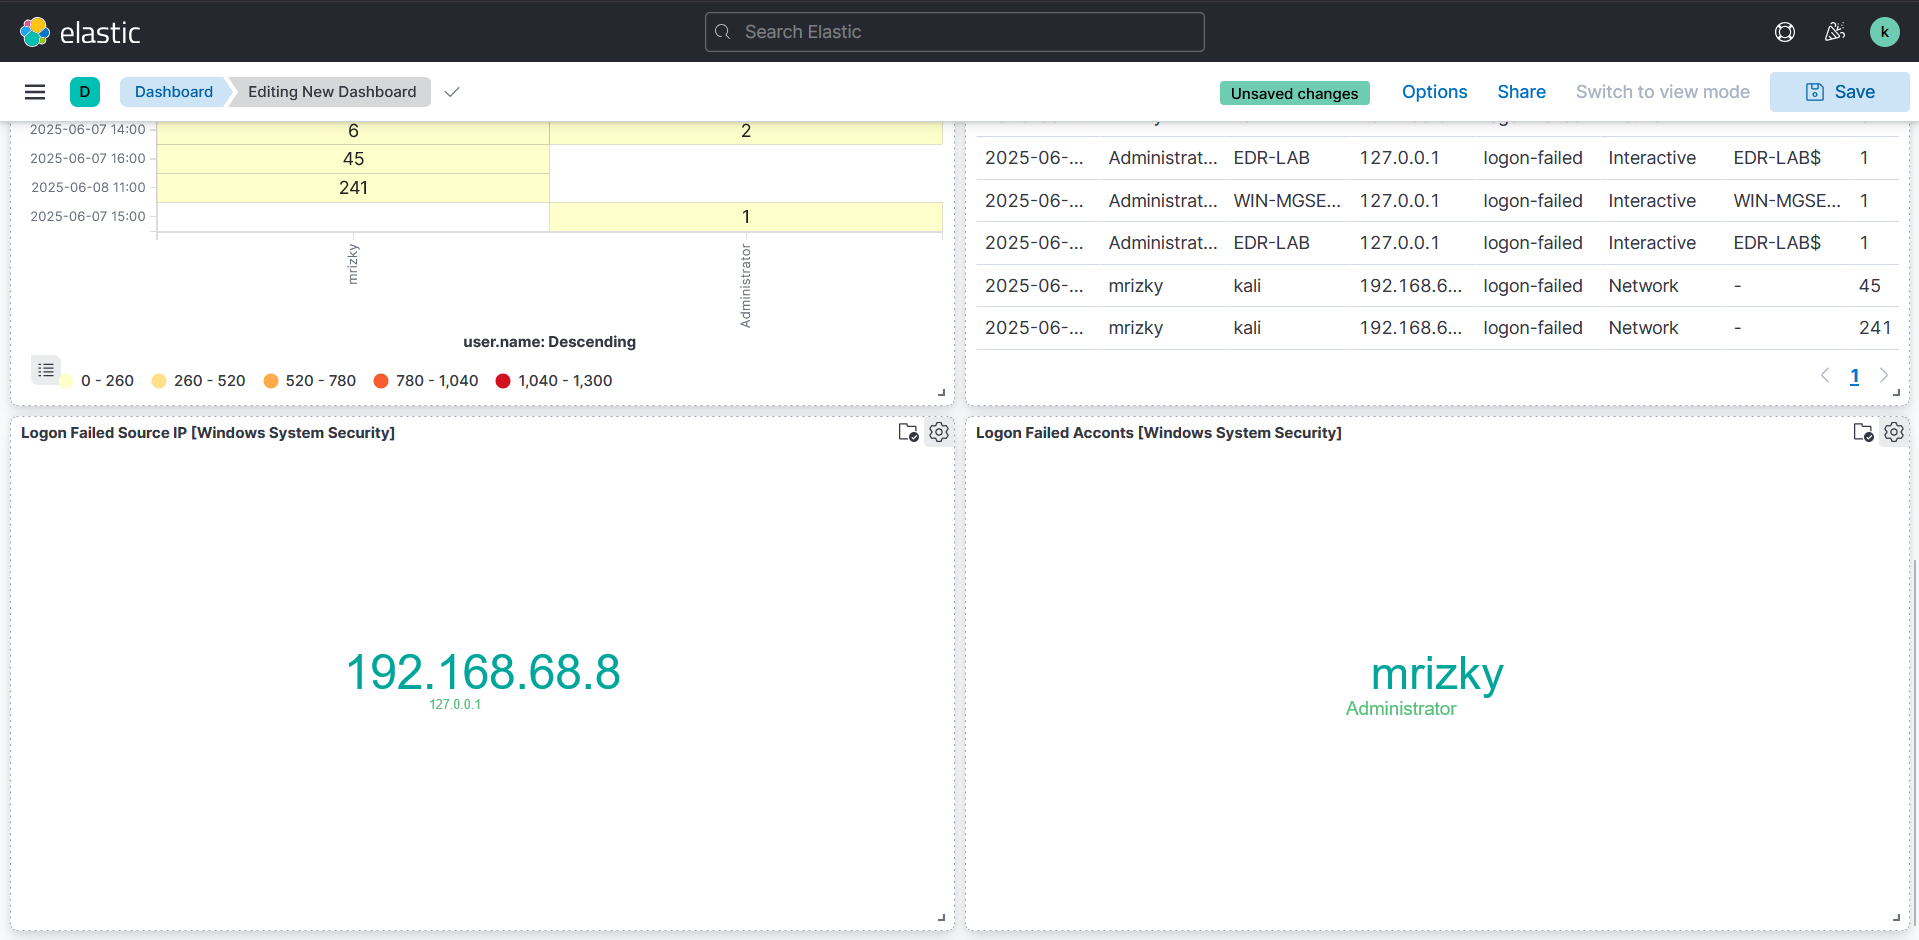 elastic
Search Elastic
k
D
Dashboard
Editing New Dashboard
Unsaved changes
Options
Share
Switch to view mode
Save
2025-06-07 14:00
6
2
2025-06-07 16:00
45
2025-06-08 11:00
241
2025-06-07 15:00
1
mrizky
Administrator
user.name: Descending
0 - 260
260 - 520
520 - 780
780 - 1,040
1,040 - 1,300
2025-06-... Administrat... EDR-LAB 127.0.0.1 logon-failed Interactive EDR-LAB$ 1
2025-06-... Administrat... WIN-MGSE... 127.0.0.1 logon-failed Interactive WIN-MGSE... 1
2025-06-... Administrat... EDR-LAB 127.0.0.1 logon-failed Interactive EDR-LAB$ 1
2025-06-... mrizky kali 192.168.6... logon-failed Network - 45
2025-06-... mrizky kali 192.168.6... logon-failed Network - 241
1
Logon Failed Source IP [Windows System Security]
192.168.68.8
127.0.0.1
Logon Failed Acconts [Windows System Security]
mrizky
Administrator